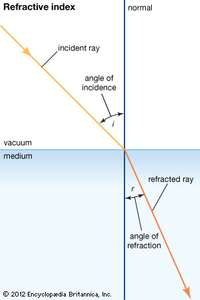 Refractive index
normal
incident ray
angle of
incidence
i
vacuum
medium
r
refracted ray
angle of
refraction
© 2012 Encyclopædia Britannica, Inc.